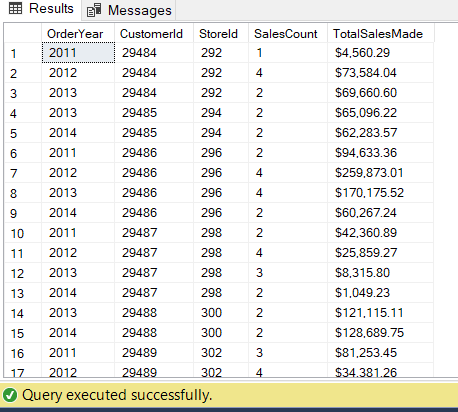 Results Messages
OrderYear CustomerId StoreId SalesCount TotalSalesMade
1 2011 29484 292 1 $4,560.29
2 2012 29484 292 4 $73,584.04
3 2013 29484 292 2 $69,660.60
4 2013 29485 294 2 $65,096.22
5 2014 29485 294 2 $62,283.57
6 2011 29486 296 2 $94,633.36
7 2012 29486 296 4 $259,873.01
8 2013 29486 296 4 $170,175.52
9 2014 29486 296 2 $60,267.24
10 2011 29487 298 2 $42,360.89
11 2012 29487 298 4 $25,859.27
12 2013 29487 298 3 $8,315.80
13 2014 29487 298 2 $1,049.23
14 2013 29488 300 2 $121,115.11
15 2014 29488 300 2 $128,689.75
16 2011 29489 302 3 $81,253.45
17 2012 29489 302 4 $34,381.26
Query executed successfully.